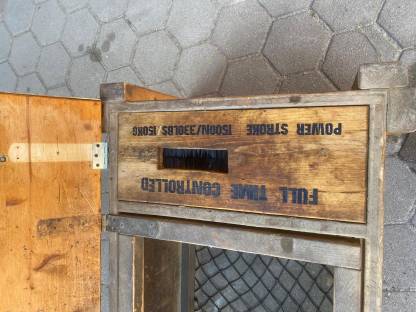 FULL TIME CONTROLLED
POWER STROKE 1500N/330LBS/150KG